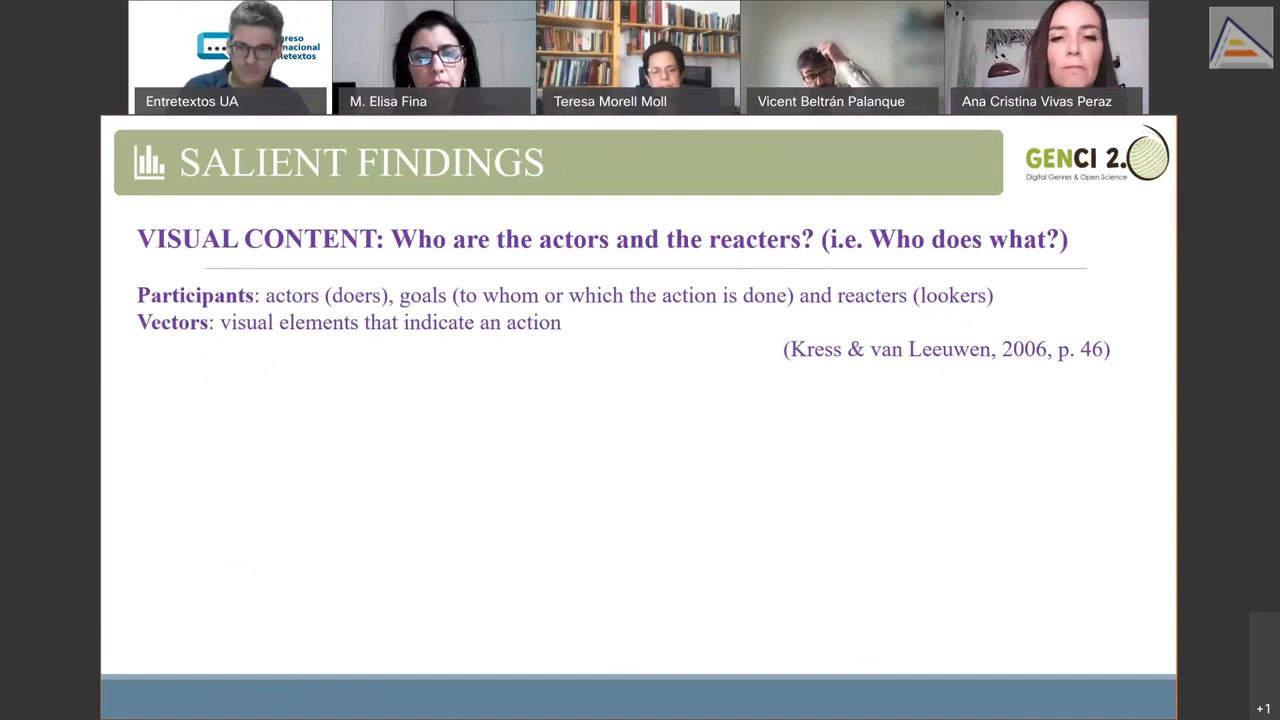 greso
rnacional
retextos
Entretextos UA
M. Elisa Fina
Teresa Morell Moll
Vicent Beltrán Palanque
Ana Cristina Vivas Peraz
SALIENT FINDINGS
GENCI 2.
Digital Genres & Open Science
VISUAL CONTENT: Who are the actors and the reacters? (i.e. Who does what?)
Participants: actors (doers), goals (to whom or which the action is done) and reacters (lookers)
Vectors: visual elements that indicate an action
(Kress & van Leeuwen, 2006, p. 46)
+1